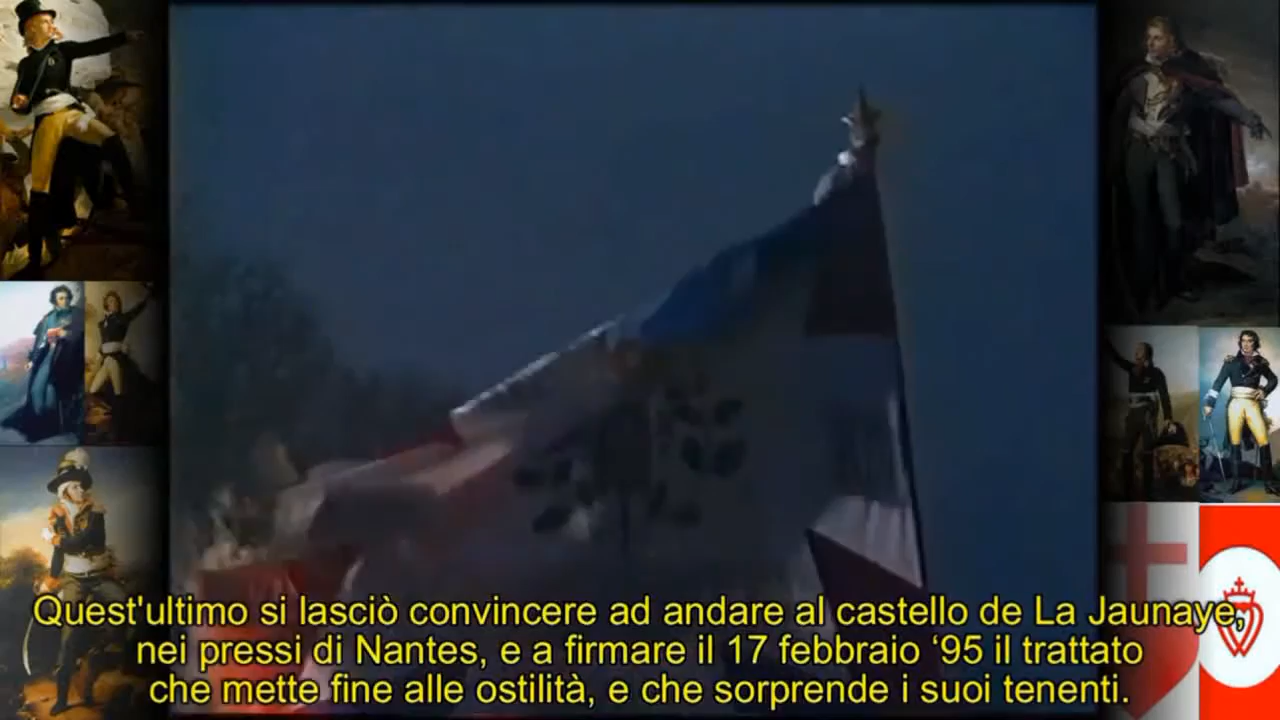 Quest'ultimo si lasciò convincere ad andare al castello de La Jaunaye,
nei pressi di Nantes, e a firmare il 17 febbraio ‘95 il trattato
che mette fine alle ostilità, e che sorprende i suoi tenenti.